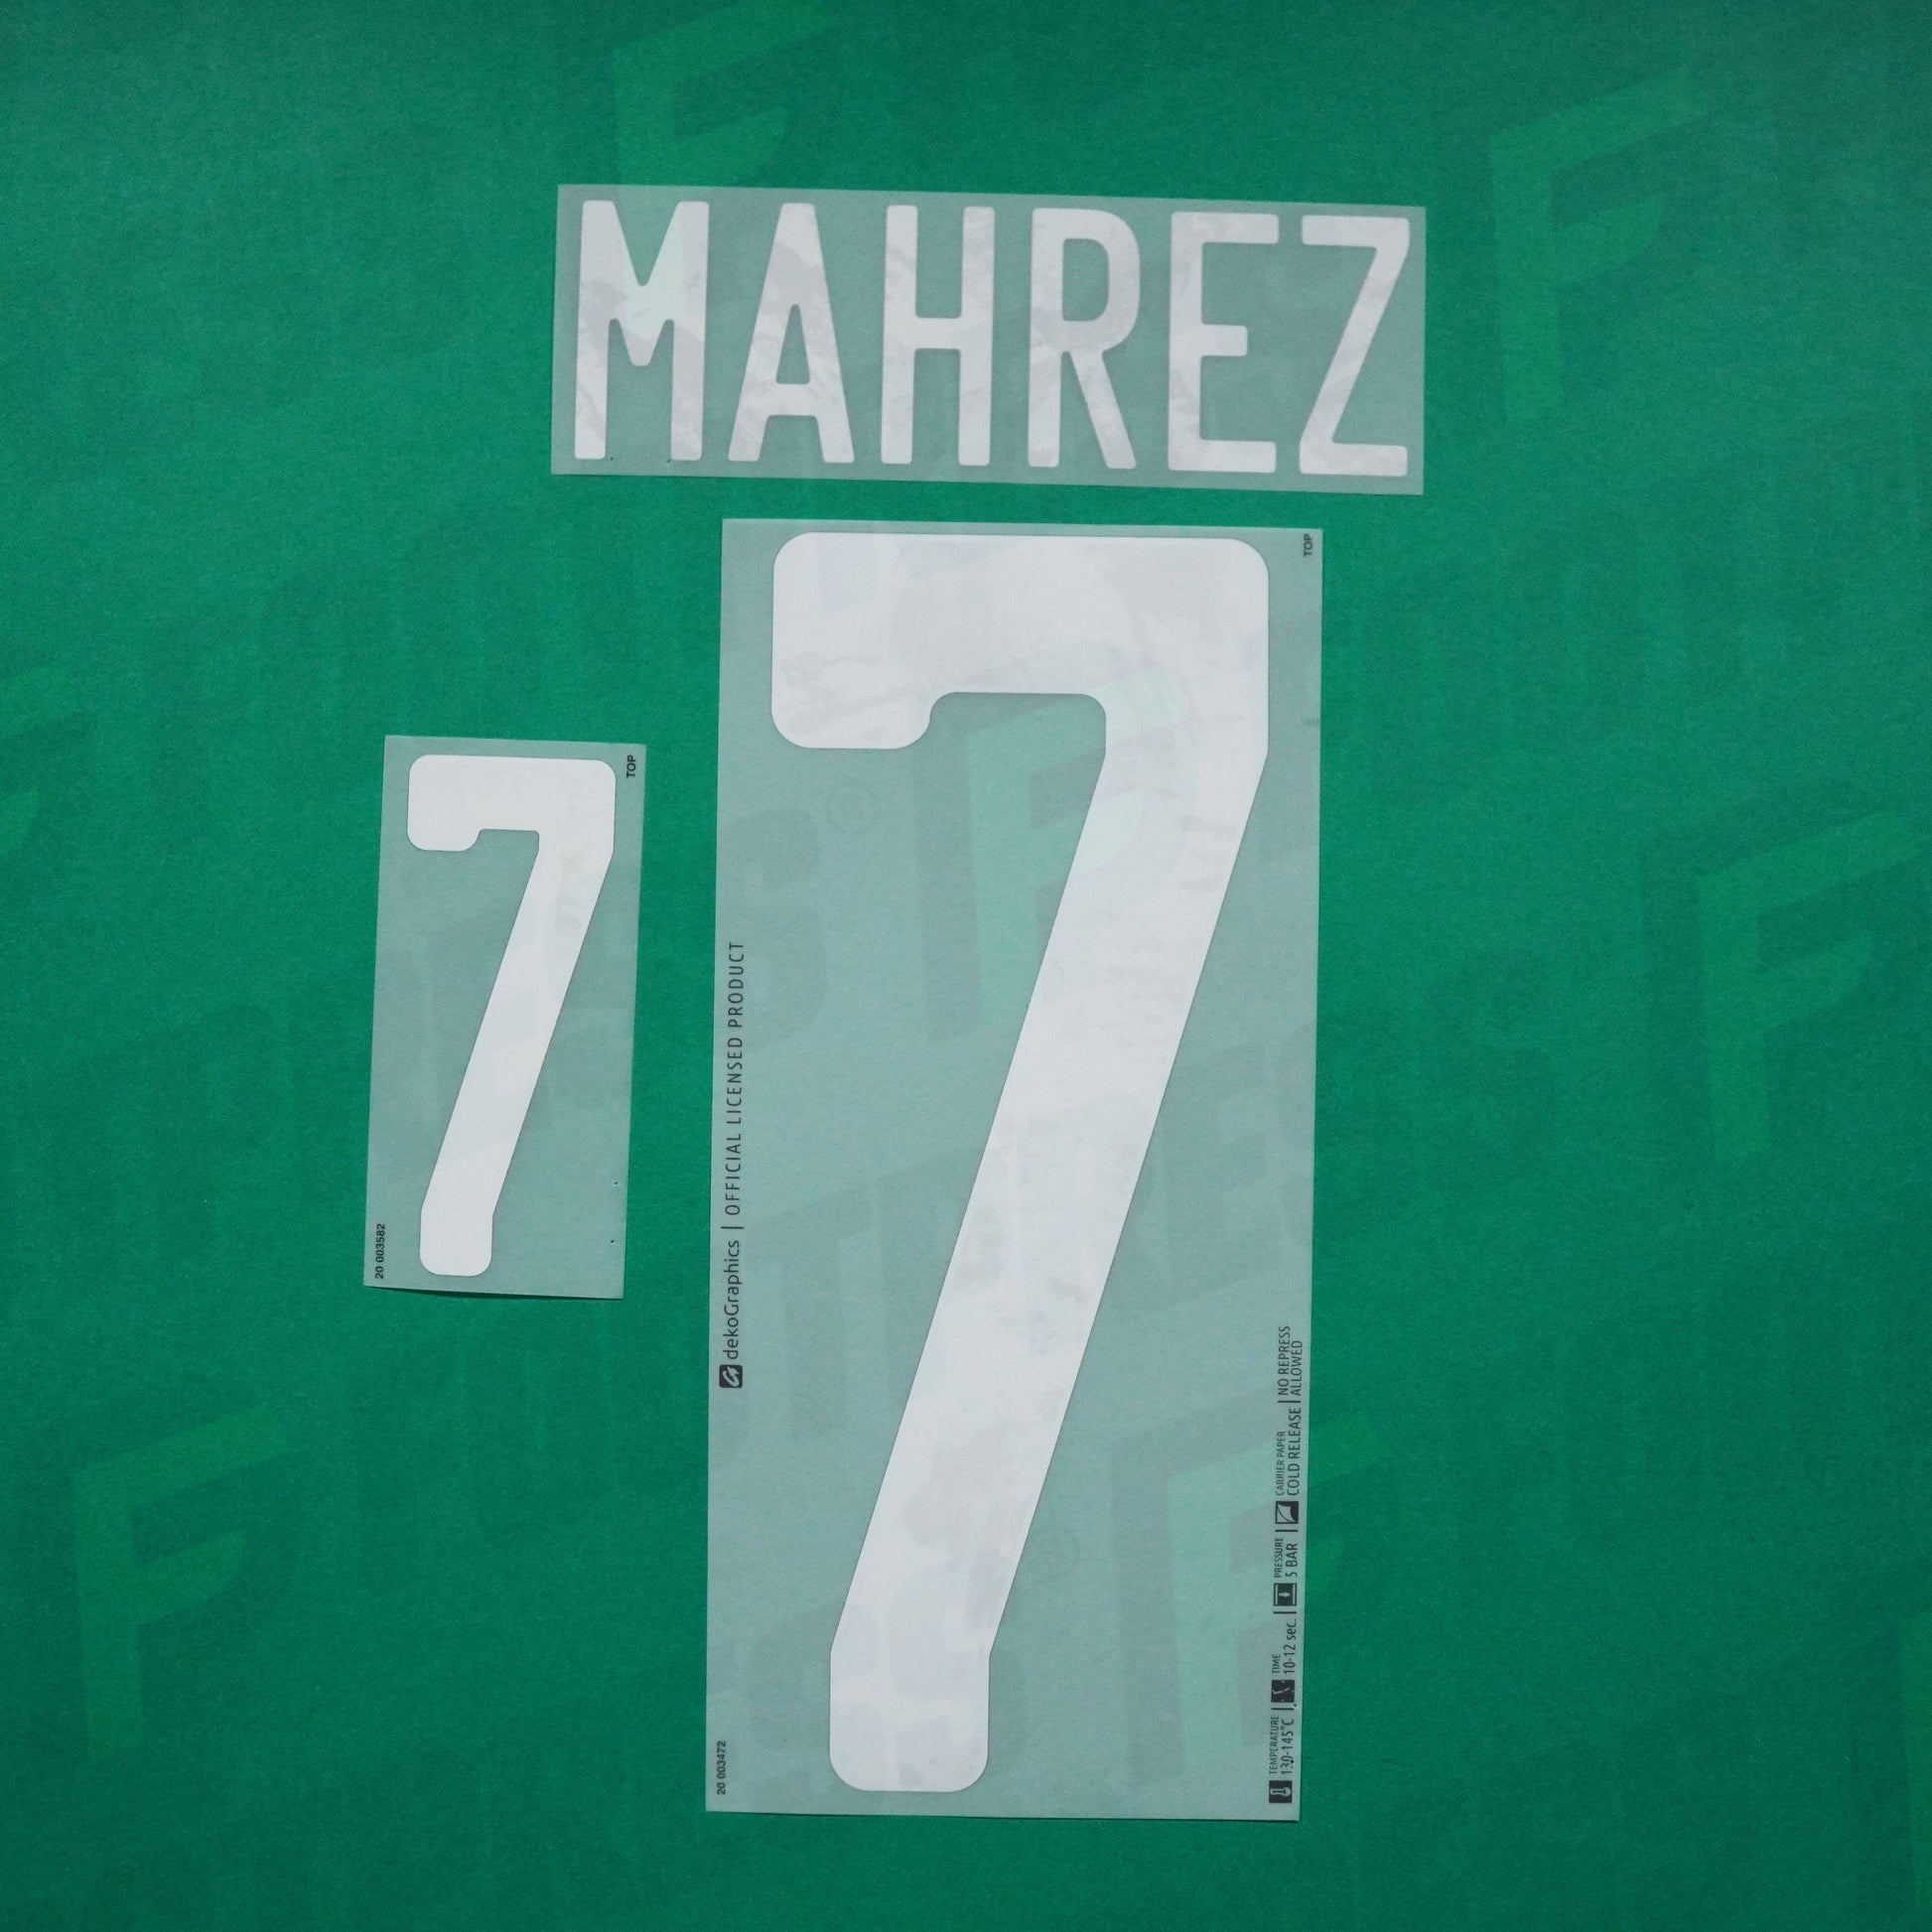 MAHREZ
7
TOP
dekoGraphics | OFFICIAL LICENSED PRODUCT
20 003472
TEMPERATURE
130-145°C
TIME
10-12 sec.
PRESSURE
5 BAR
CARRIER PAPER
COLD RELEASE
NO REPRESS
ALLOWED
7
TOP
20 003582